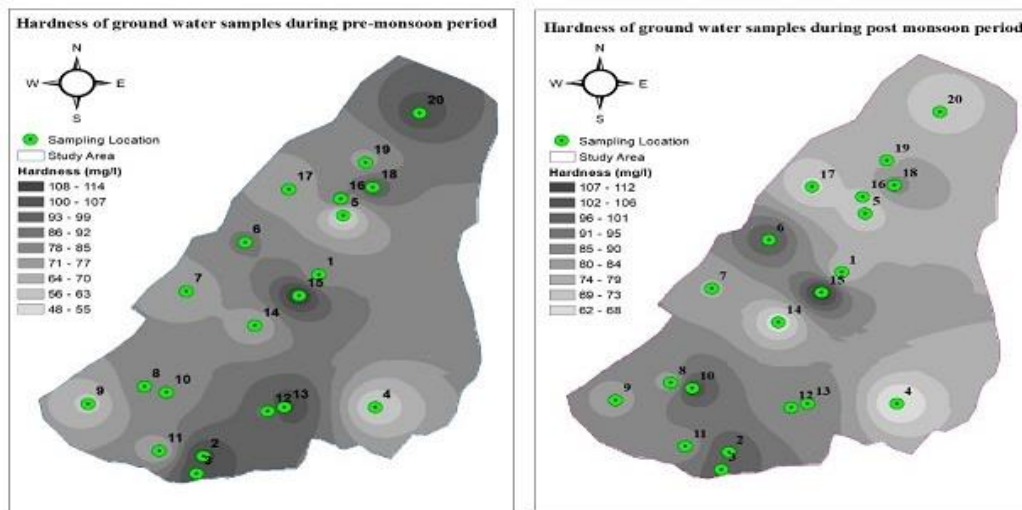 Hardness of ground water samples during pre-monsoon period
N
W E
S
Sampling Location
Study Area
Hardness (mg/l)
108 - 114
100 - 107
93 - 99
86 - 92
78 - 85
71 - 77
64 - 70
56 - 63
48 - 55
20
19
18
17
16
5
6
1
7
15
14
8
10
9
13
12
4
11
2
3
Hardness of ground water samples during post monsoon period
N
W E
S
Sampling Location
Study Area
Hardness (mg/l)
107 - 112
102 - 106
96 - 101
91 - 95
85 - 90
80 - 84
74 - 79
69 - 73
62 - 68
20
19
18
17
16
5
6
1
7
15
14
8
10
9
13
12
4
11
2
3